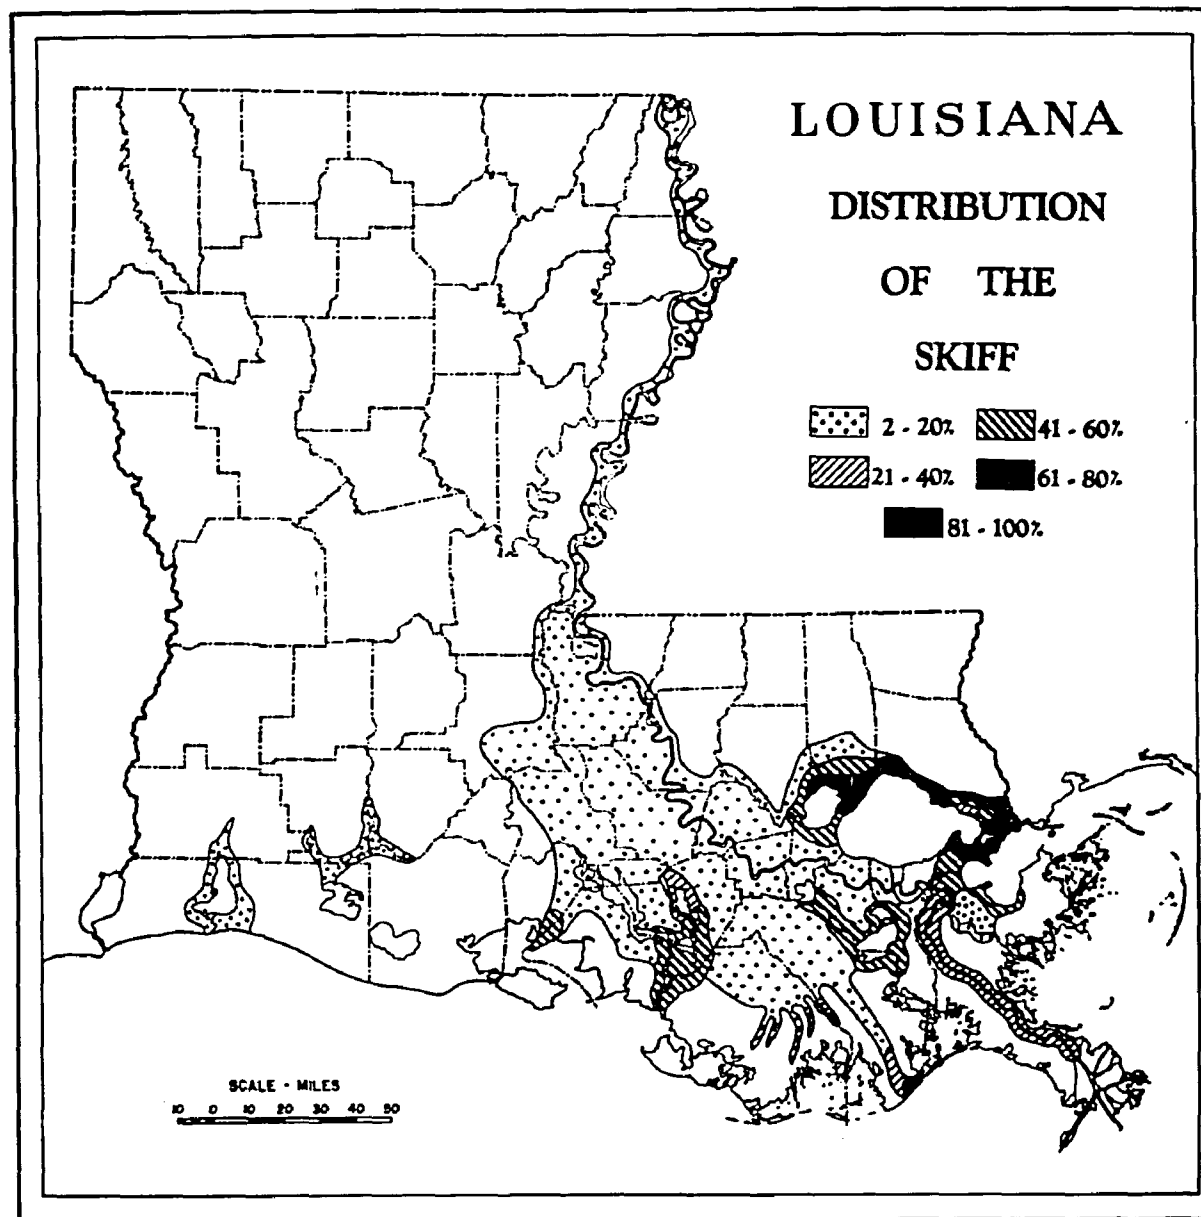 LOUISIANA
DISTRIBUTION
OF THE
SKIFF
2 - 20% 41 - 60%
21 - 40% 61 - 80%
81 - 100%
SCALE - MILES
10 0 10 20 30 40 50